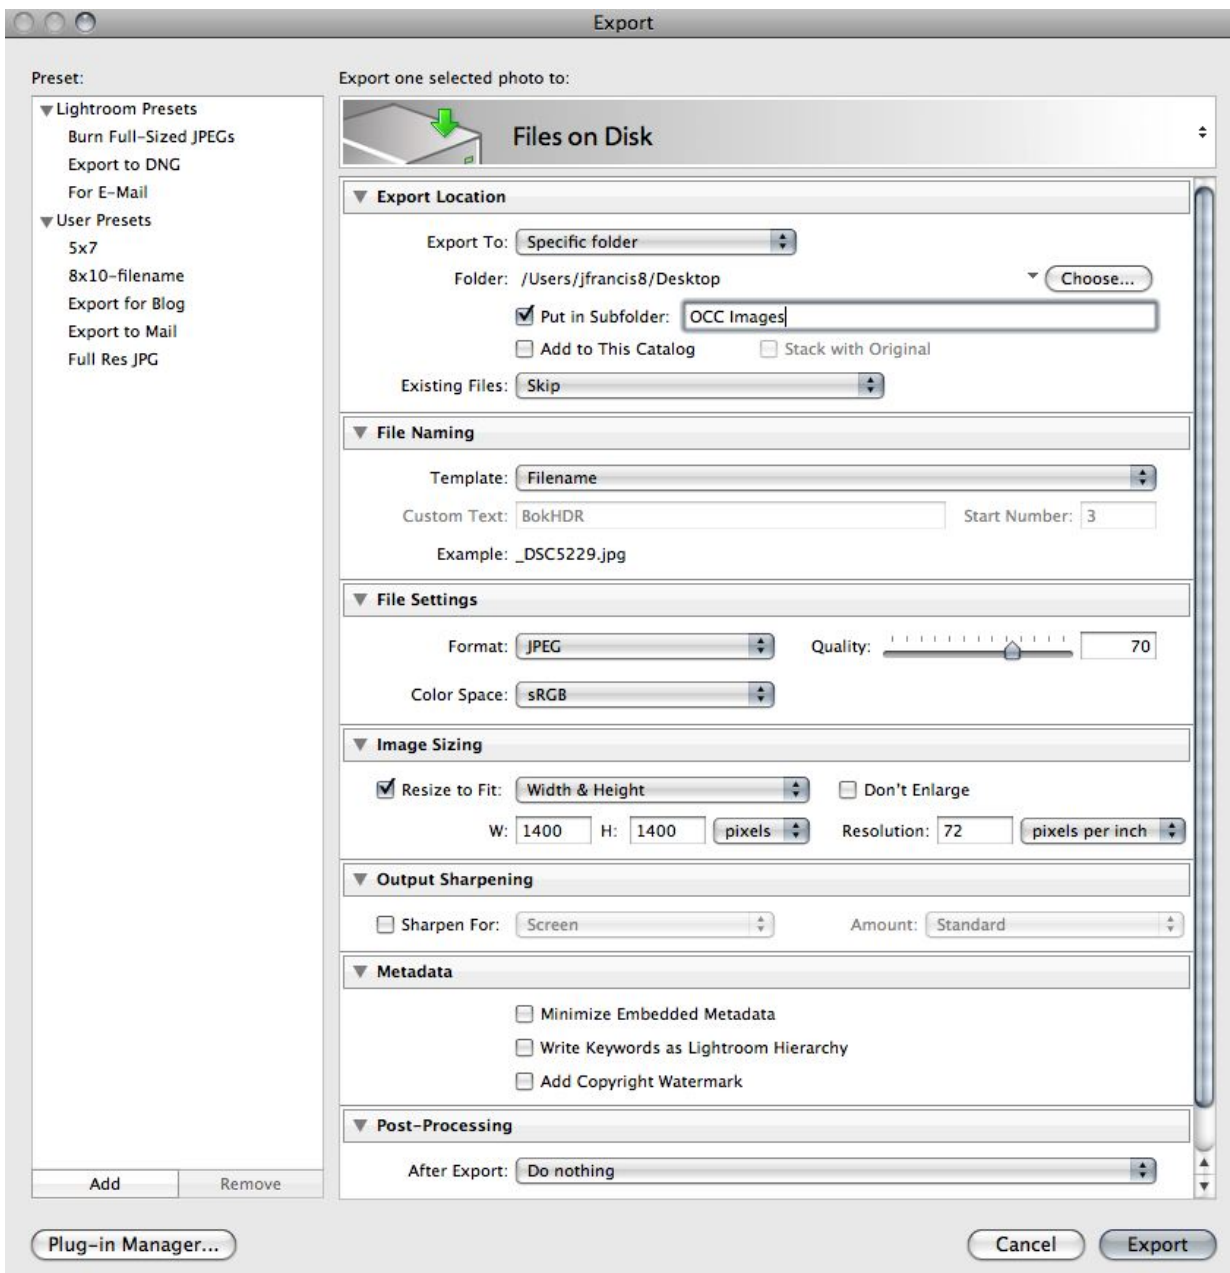 Export
Preset:
Lightroom Presets
Burn Full-Sized JPEGs
Export to DNG
For E-Mail
User Presets
5x7
8x10-filename
Export for Blog
Export to Mail
Full Res JPG
Add Remove
Export one selected photo to:
Files on Disk
Export Location
Export To: Specific folder
Folder: /Users/jfrancis8/Desktop Choose...
Put in Subfolder: OCC Images
Add to This Catalog Stack with Original
Existing Files: Skip
File Naming
Template: Filename
Custom Text: BokHDR Start Number: 3
Example: _DSC5229.jpg
File Settings
Format: JPEG Quality: 70
Color Space: sRGB
Image Sizing
Resize to Fit: Width & Height Don't Enlarge
W: 1400 H: 1400 pixels Resolution: 72 pixels per inch
Output Sharpening
Sharpen For: Screen Amount: Standard
Metadata
Minimize Embedded Metadata
Write Keywords as Lightroom Hierarchy
Add Copyright Watermark
Post-Processing
After Export: Do nothing
Plug-in Manager... Cancel Export